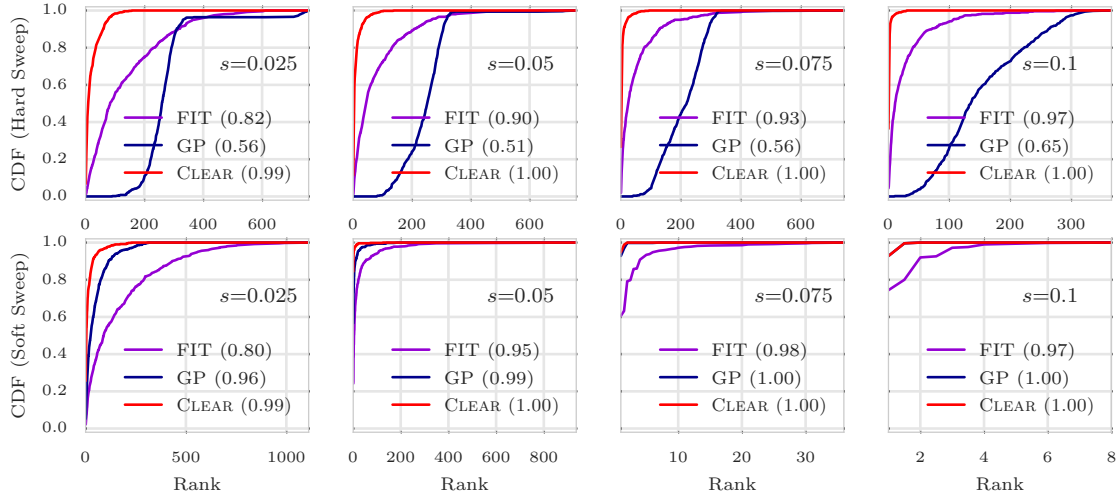 CDF (Hard Sweep)
1.0
0.8
0.6
0.4
0.2
0.0
s=0.025
FIT (0.82)
GP (0.56)
CLEAR (0.99)
0 200 400 600
s=0.05
FIT (0.90)
GP (0.51)
CLEAR (1.00)
0 200 400 600 800
s=0.075
FIT (0.93)
GP (0.56)
CLEAR (1.00)
0 200 400 600
s=0.1
FIT (0.97)
GP (0.65)
CLEAR (1.00)
0 100 200 300
CDF (Soft Sweep)
1.0
0.8
0.6
0.4
0.2
0.0
s=0.025
FIT (0.80)
GP (0.96)
CLEAR (0.99)
0 500 1000
Rank
s=0.05
FIT (0.95)
GP (0.99)
CLEAR (1.00)
0 200 400 600 800
Rank
s=0.075
FIT (0.98)
GP (1.00)
CLEAR (1.00)
10 20 30
Rank
s=0.1
FIT (0.97)
GP (1.00)
CLEAR (1.00)
2 4 6 8
Rank